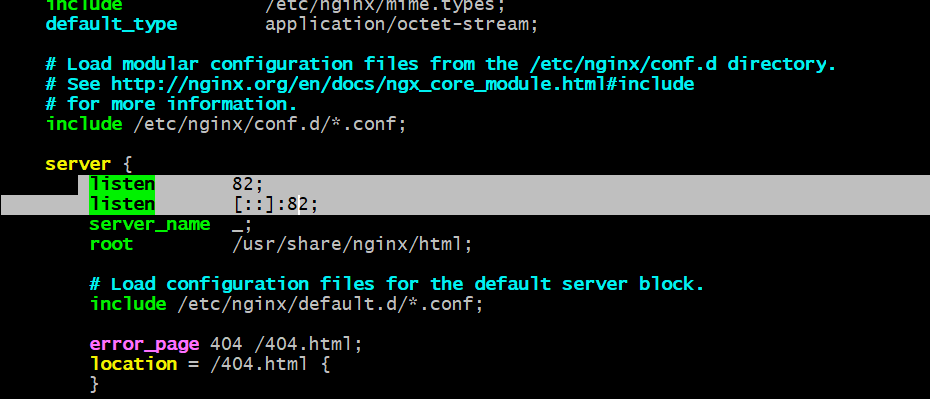 include /etc/nginx/mime.types;
default_type application/octet-stream;
# Load modular configuration files from the /etc/nginx/conf.d directory.
# See http://nginx.org/en/docs/ngx_core_module.html#include
# for more information.
include /etc/nginx/conf.d/*.conf;
server {
listen 82;
listen [::]:82;
server_name _;
root /usr/share/nginx/html;
# Load configuration files for the default server block.
include /etc/nginx/default.d/*.conf;
error_page 404 /404.html;
location = /404.html {
}